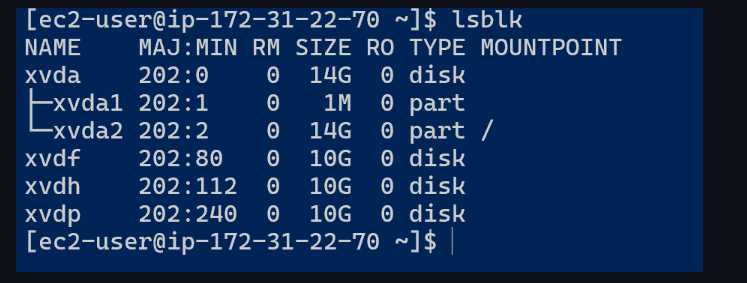 [ec2-user@ip-172-31-22-70 ~]$ lsblk
NAME    MAJ:MIN RM SIZE RO TYPE MOUNTPOINT
xvda    202:0    0  14G  0 disk
├─xvda1 202:1    0   1M  0 part
└─xvda2 202:2    0  14G  0 part /
xvdf    202:80   0  10G  0 disk
xvdh    202:112  0  10G  0 disk
xvdp    202:240  0  10G  0 disk
[ec2-user@ip-172-31-22-70 ~]$